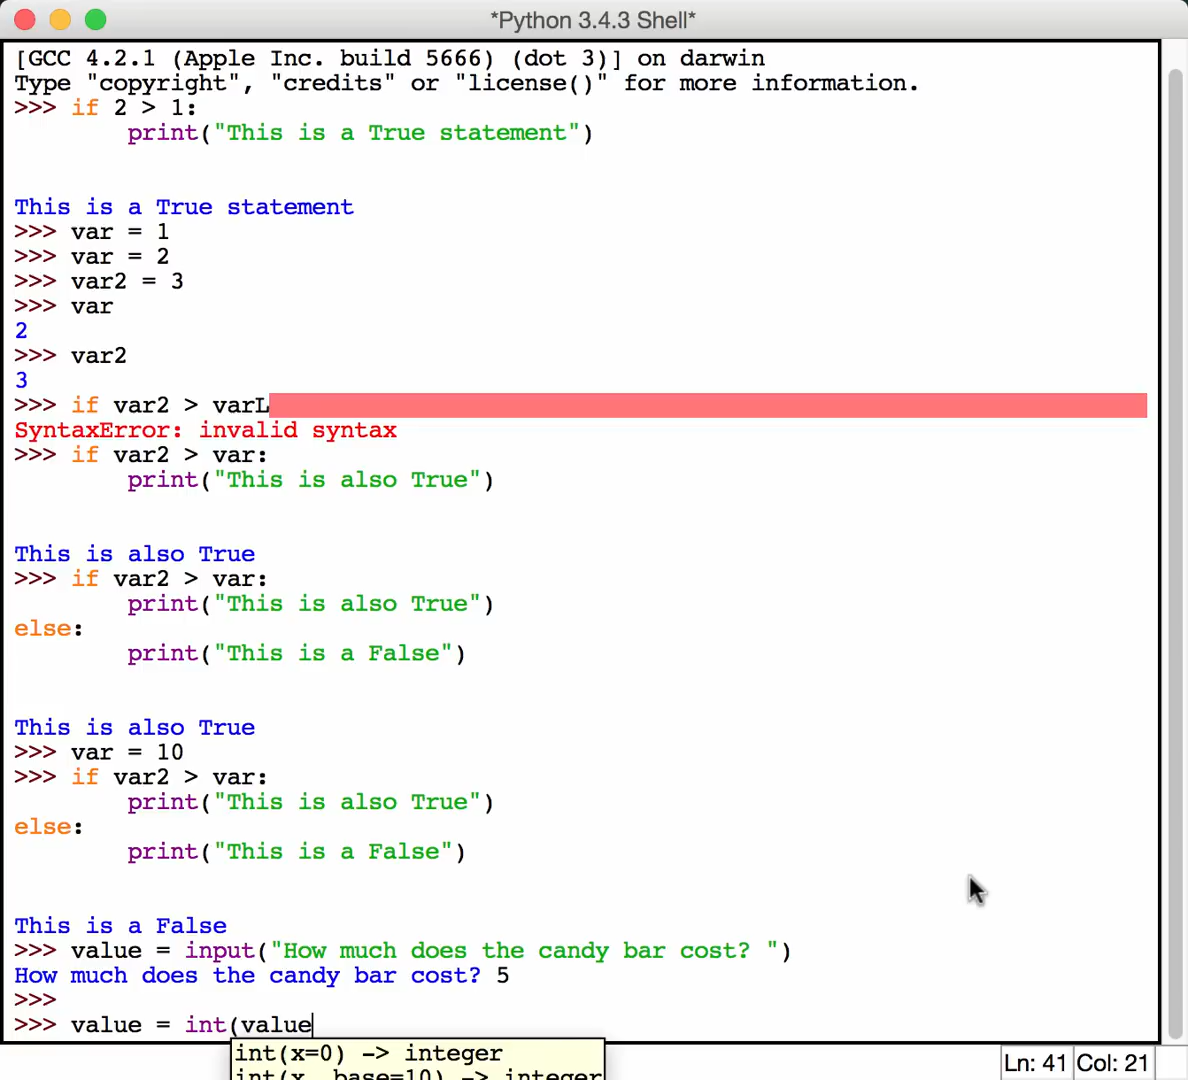 *Python 3.4.3 Shell*
[GCC 4.2.1 (Apple Inc. build 5666) (dot 3)] on darwin
Type "copyright", "credits" or "license()" for more information.
>>> if 2 > 1:
        print("This is a True statement")
This is a True statement
>>> var = 1
>>> var = 2
>>> var2 = 3
>>> var
2
>>> var2
3
>>> if var2 > varL
SyntaxError: invalid syntax
>>> if var2 > var:
        print("This is also True")
This is also True
>>> if var2 > var:
        print("This is also True")
else:
        print("This is a False")
This is also True
>>> var = 10
>>> if var2 > var:
        print("This is also True")
else:
        print("This is a False")
This is a False
>>> value = input("How much does the candy bar cost? ")
How much does the candy bar cost? 5
>>>
>>> value = int(value
int(x=0) -> integer
int(x, base=10) -> integer
Ln: 41 Col: 21